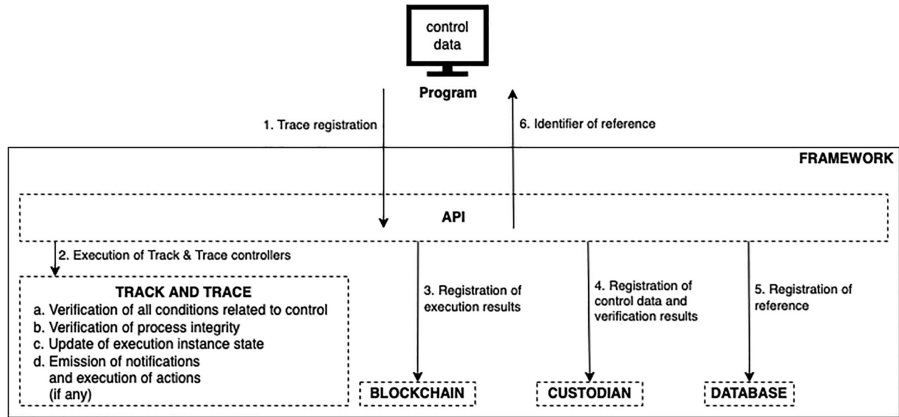 control
data
Program
1. Trace registration
6. Identifier of reference
FRAMEWORK
API
2. Execution of Track & Trace controllers
TRACK AND TRACE
a. Verification of all conditions related to control
b. Verification of process integrity
c. Update of execution instance state
d. Emission of notifications
and execution of actions
(if any)
3. Registration of
execution results
4. Registration of
control data and
verification results
5. Registration of
reference
BLOCKCHAIN
CUSTODIAN
DATABASE